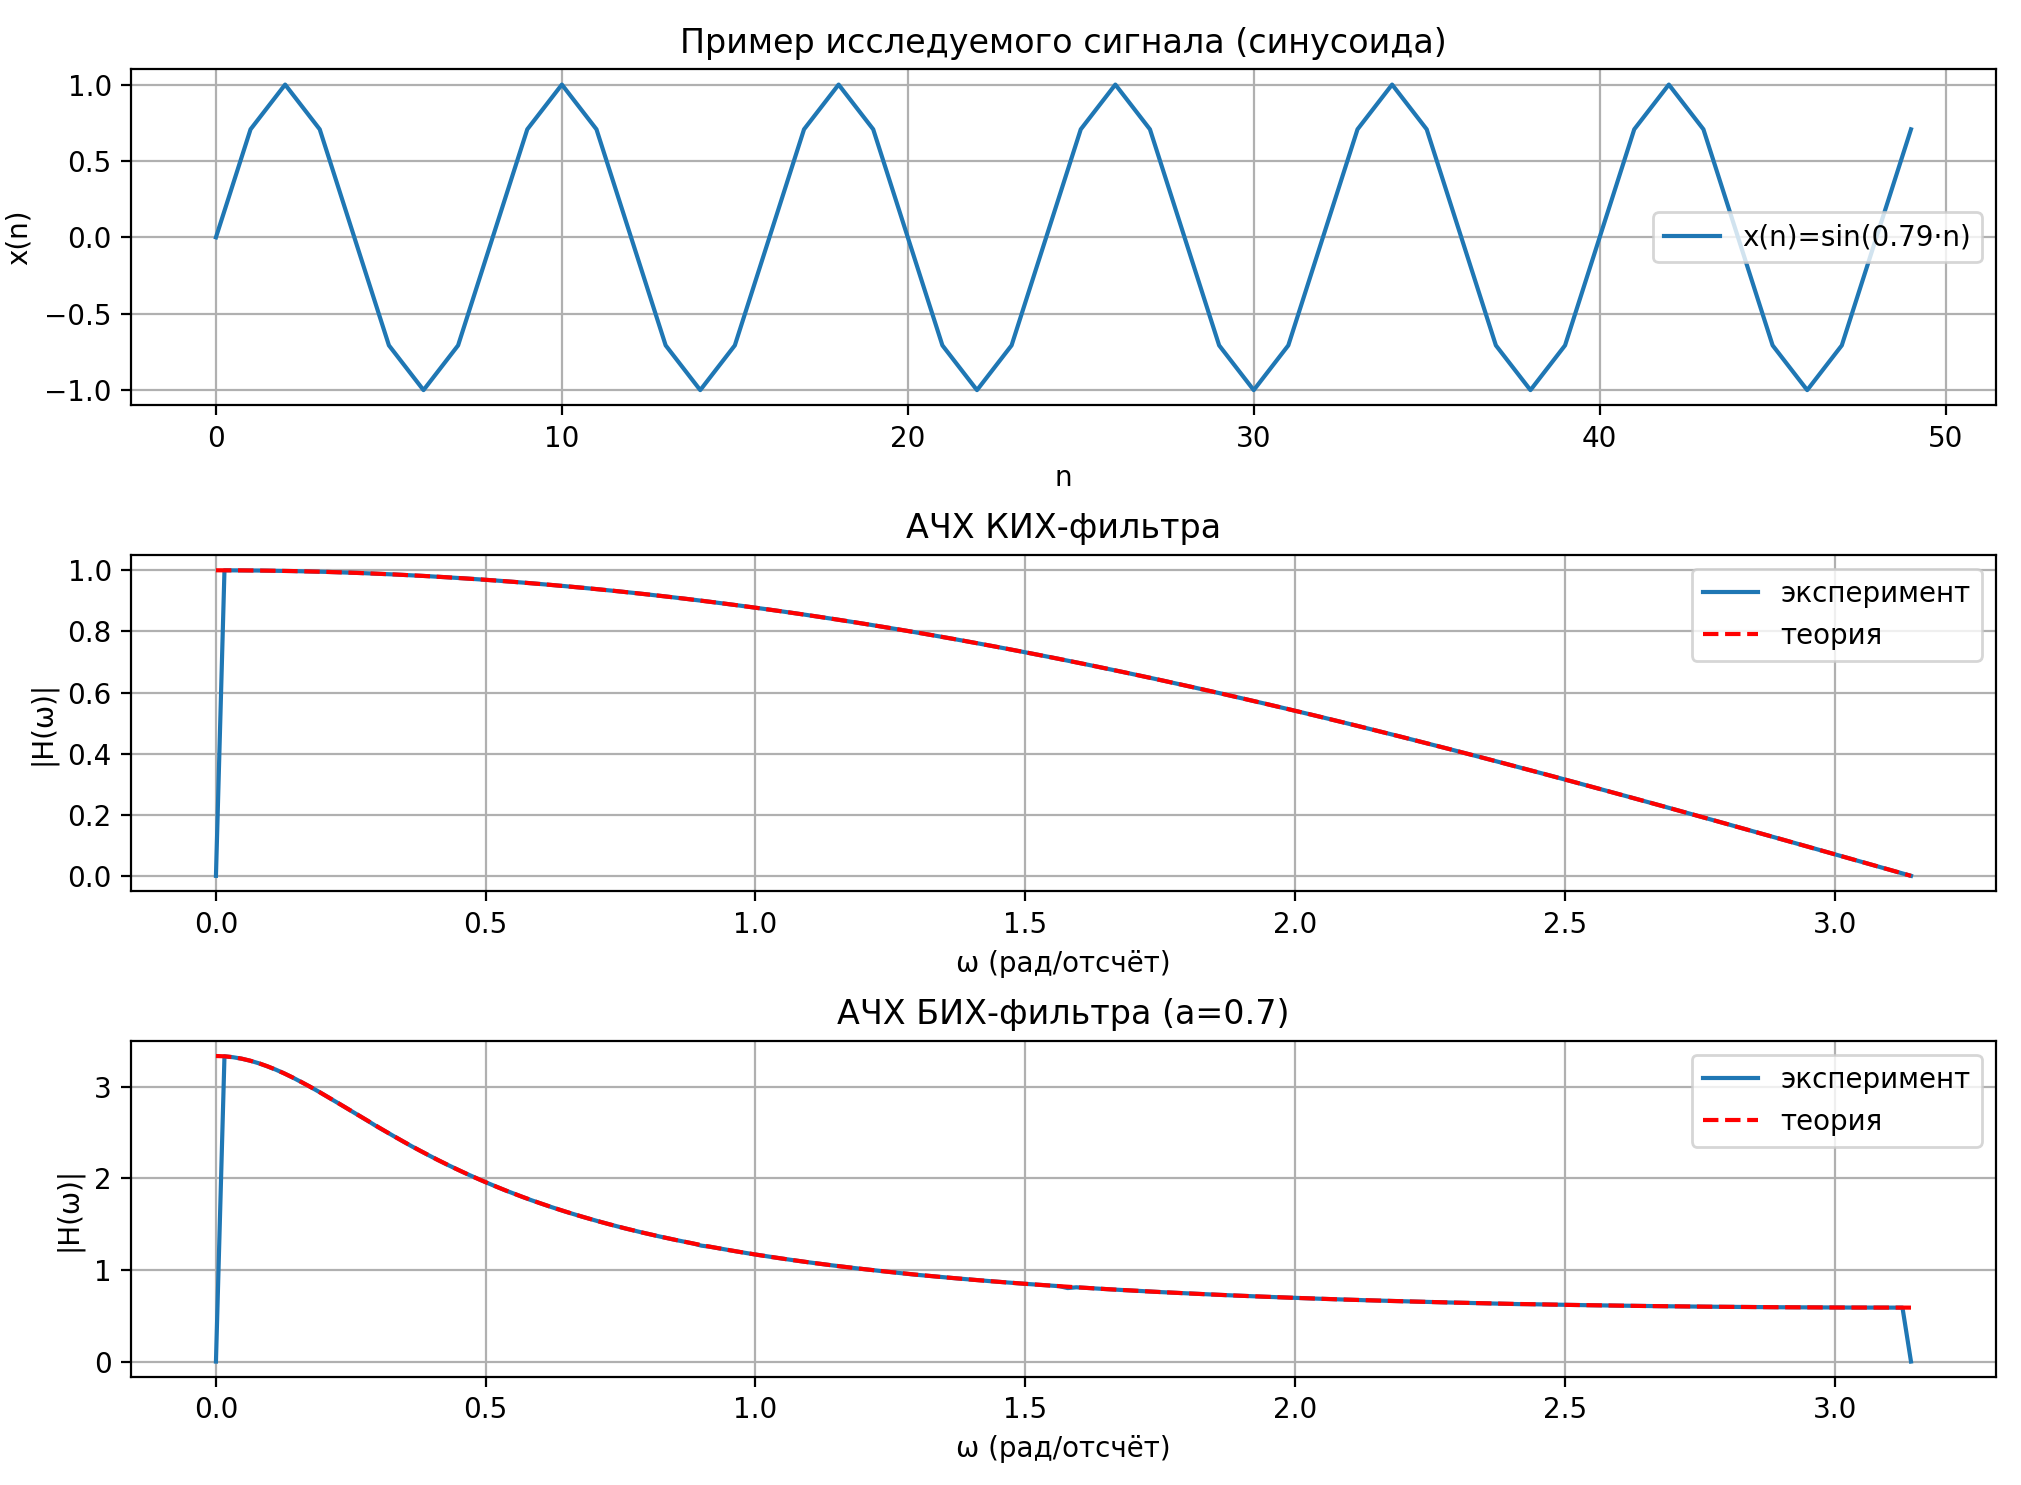 Пример исследуемого сигнала (синусоида)
1.0
0.5
0.0
−0.5
−1.0
x(n)
x(n)=sin(0.79·n)
0 10 20 30 40 50
n
АЧХ КИХ-фильтра
1.0
0.8
0.6
0.4
0.2
0.0
|H(ω)|
эксперимент
теория
0.0 0.5 1.0 1.5 2.0 2.5 3.0
ω (рад/отсчёт)
АЧХ БИХ-фильтра (a=0.7)
3
2
1
0
|H(ω)|
эксперимент
теория
0.0 0.5 1.0 1.5 2.0 2.5 3.0
ω (рад/отсчёт)